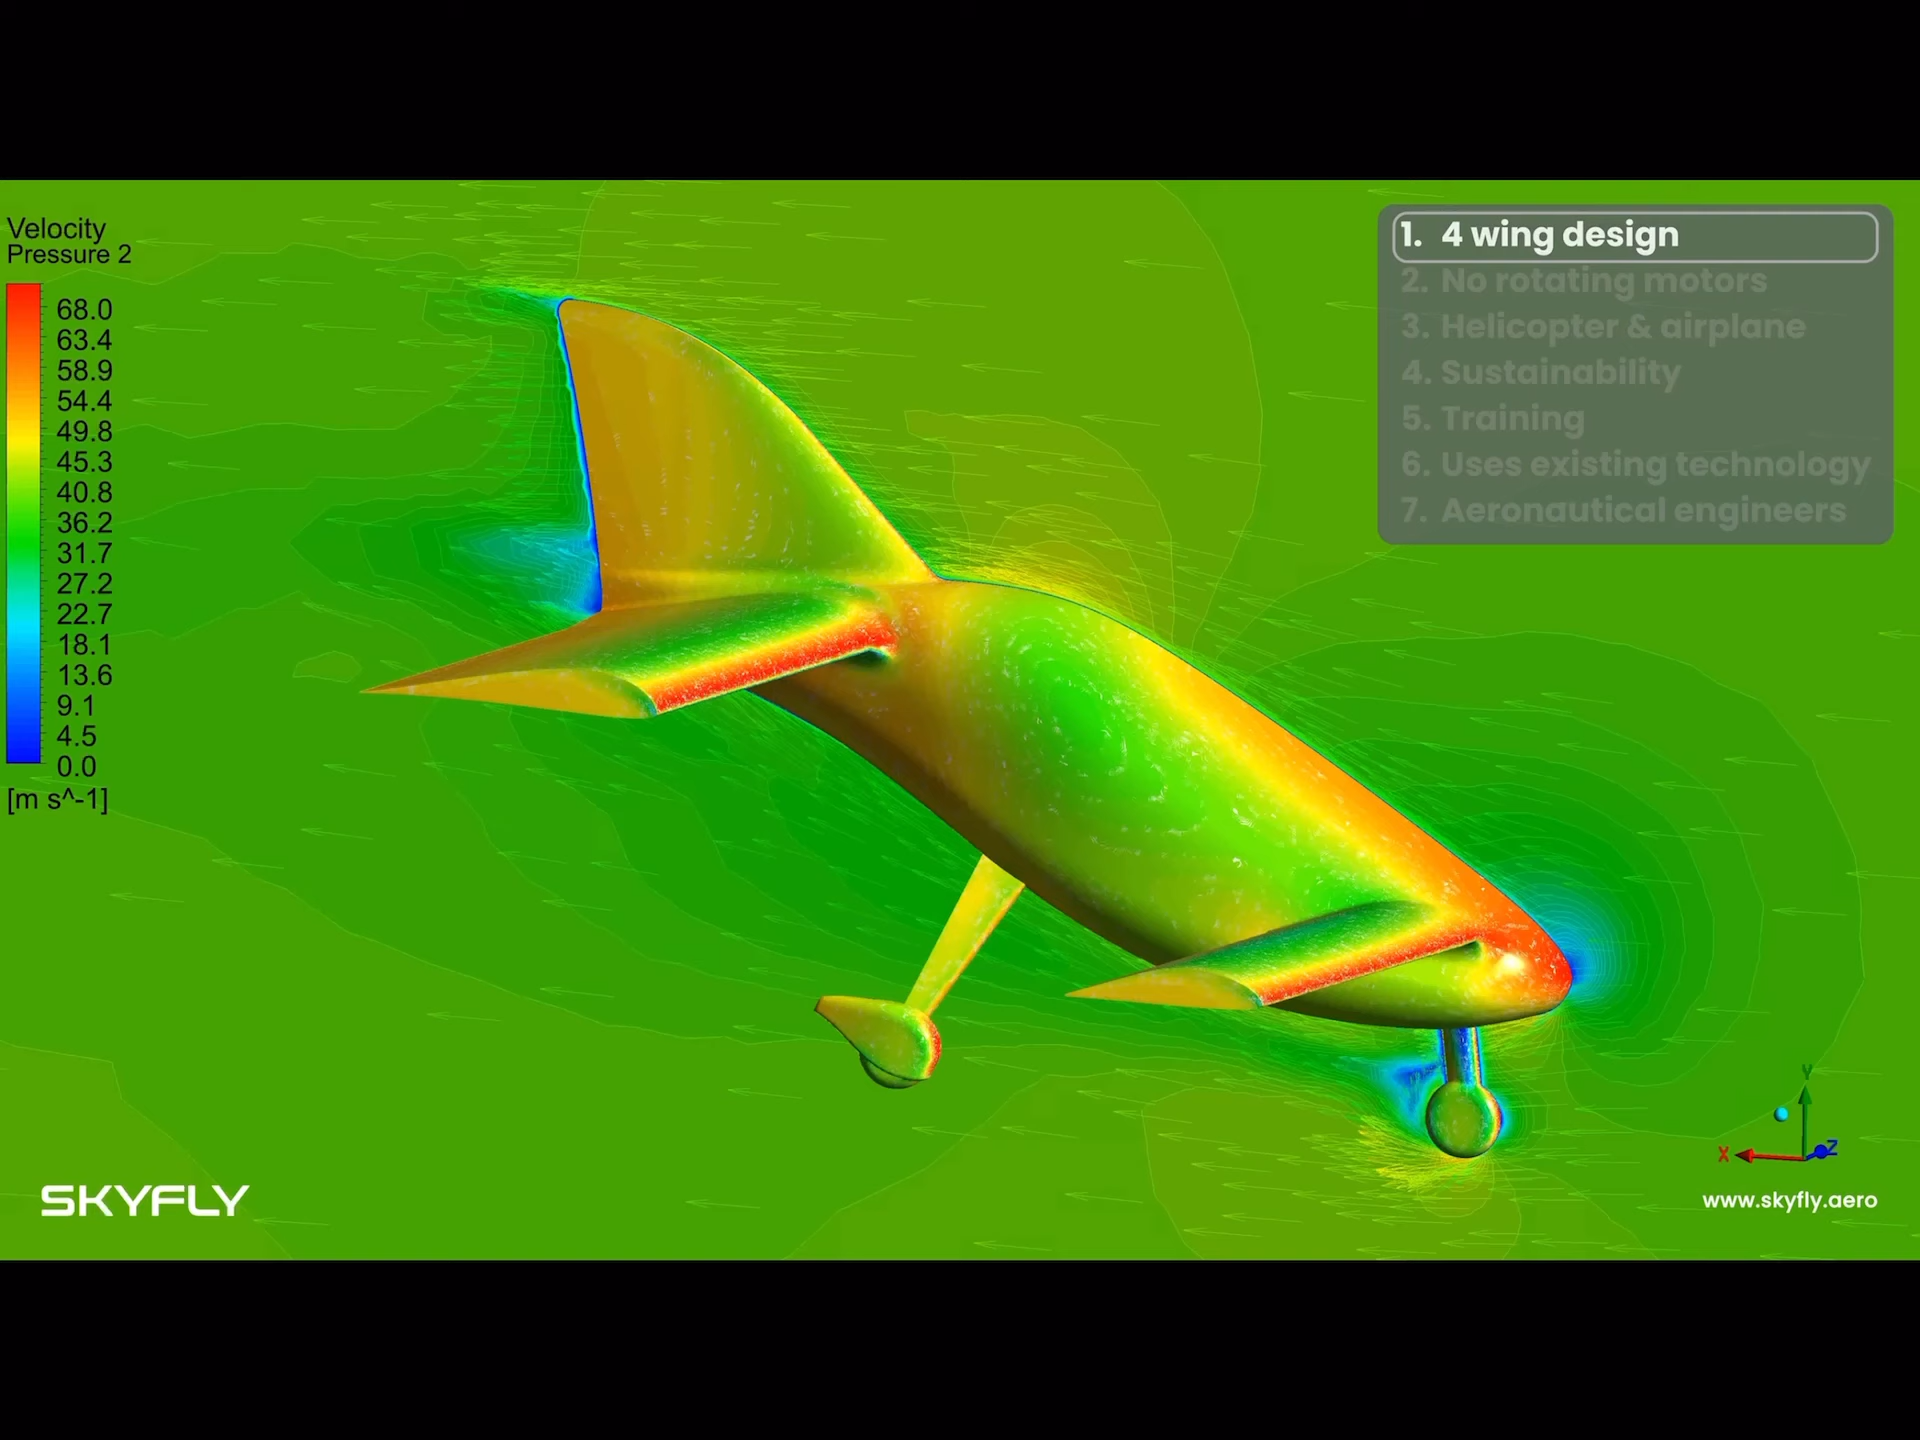 Velocity
Pressure 2
68.0
63.4
58.9
54.4
49.8
45.3
40.8
36.2
31.7
27.2
22.7
18.1
13.6
9.1
4.5
0.0
[m s^-1]
1. 4 wing design
2. No rotating motors
3. Helicopter & airplane
4. Sustainability
5. Training
6. Uses existing technology
7. Aeronautical engineers
Y
X
Z
SKYFLY
www.skyfly.aero